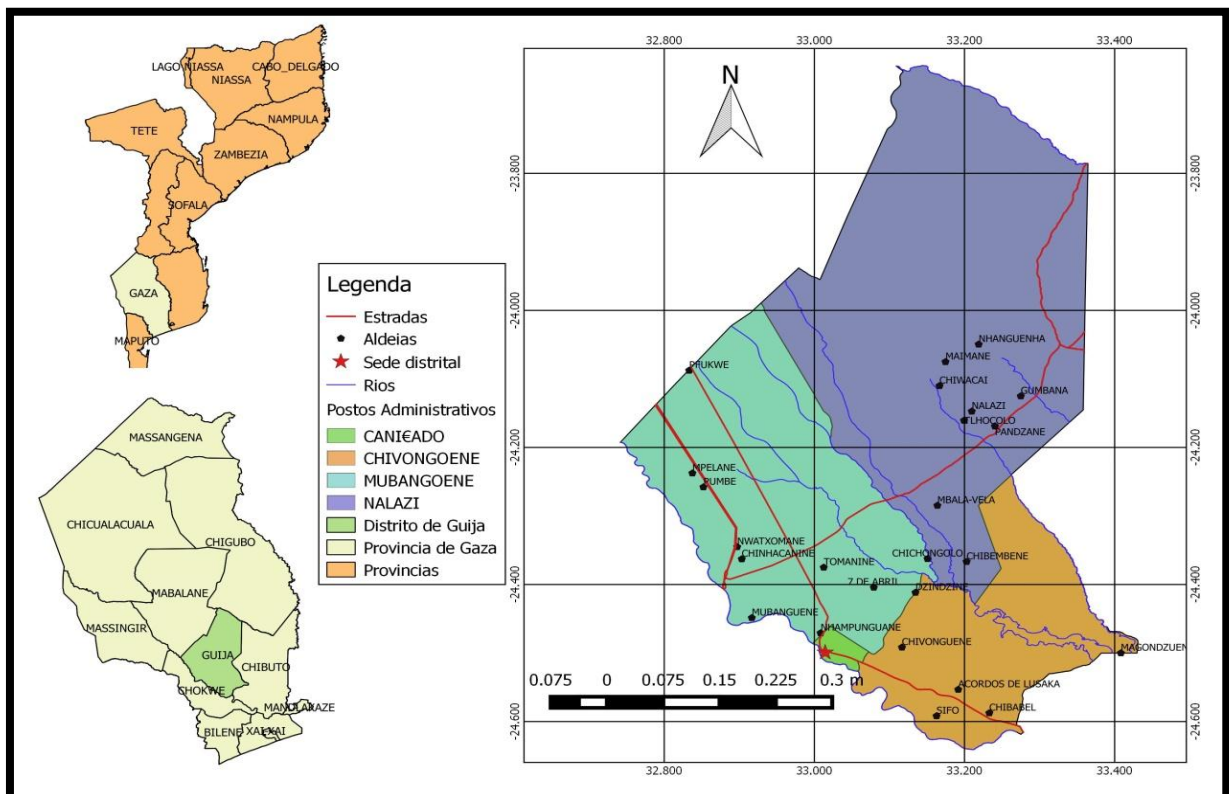 LAGO NIASSA
CABO_DELGADO
NIASSA
NAMPULA
TETE
ZAMBEZIA
SOFALA
GAZA
MAPUTO
MASSANGENA
CHICUALACUALA
CHIGUBO
MABALANE
MASSINGIR
GUIJA
CHIBUTO
CHOKWE
BILENE
XAI
XAI
Legenda
Estradas
Aldeias
Sede distrital
Rios
Postos Administrativos
CANI€ADO
CHIVONGOENE
MUBANGOENE
NALAZI
Distrito de Guija
Provincia de Gaza
Provincias
N
32.800 33.000 33.200 33.400
-23.800 -23.800
-24.000 -24.000
NHANGUENHA
MAIMANE
PHUKWE
CHIWACAI
GUMBANA
NALAZI
TLHOCOLO
PANDZANE
-24.200 -24.200
MPELANE
PUMBE
MBALA-VELA
NWATXOMANE
CHINHACANINE
CHICHONGOLO
CHIBEMBENE
TOMANINE
-24.400 -24.400
7 DE ABRIL
DZINDZINE
MUBANGUENE
NHAMPUNGUANE
CHIVONGUENE
MAGONDZUEN
0.075 0 0.075 0.15 0.225 0.3 m
ACORDOS DE LUSAKA
SIFO
CHIBABEL
-24.600 -24.600
32.800 33.000 33.200 33.400